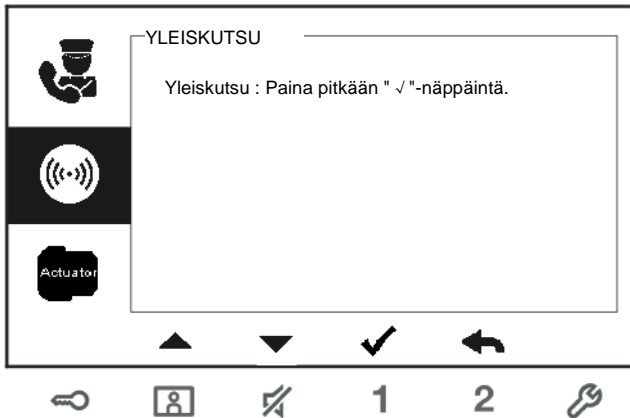 YLEISKUTSU
Yleiskutsu : Paina pitkään " √ "-näppäintä.
Actuator
1 2